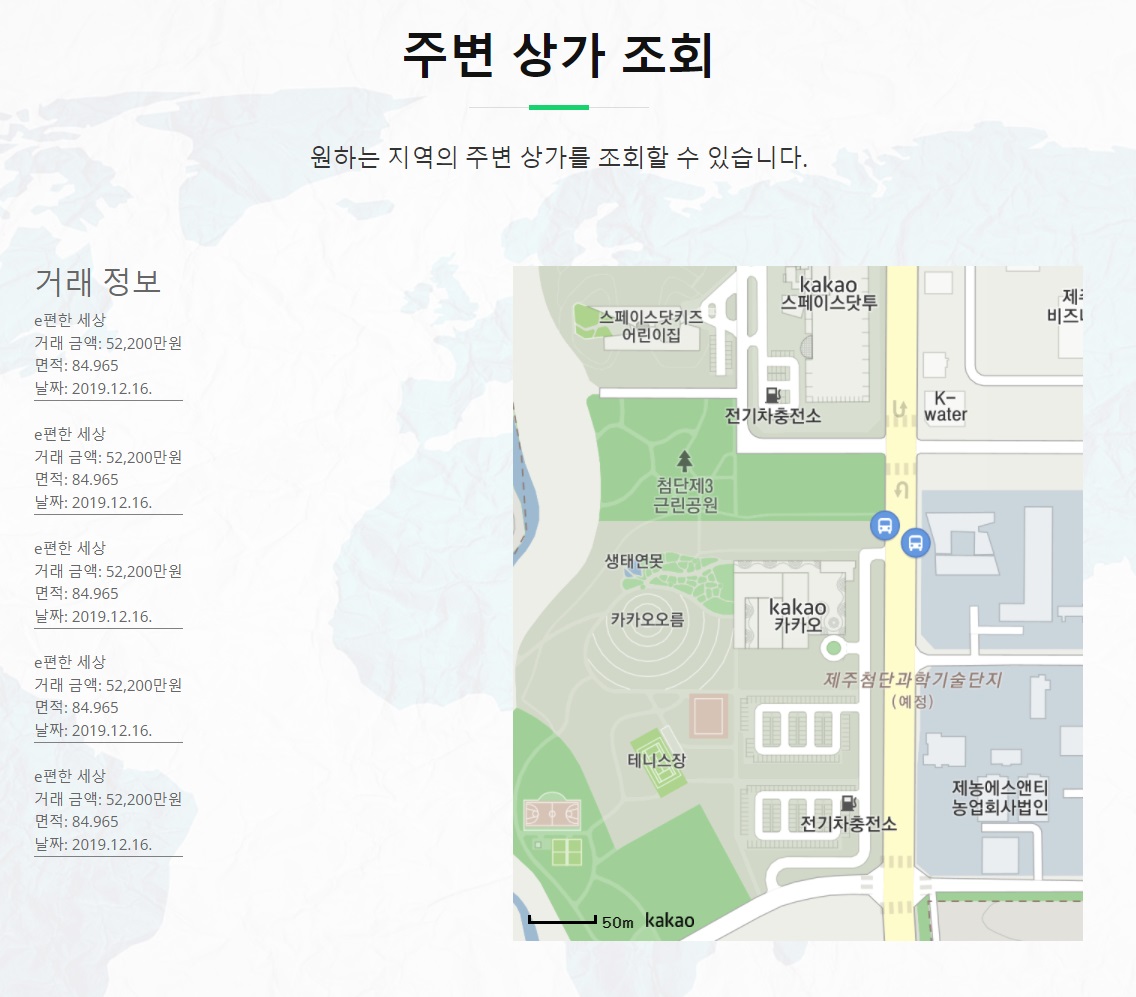 주변 상가 조회
원하는 지역의 주변 상가를 조회할 수 있습니다.
거래 정보
e편한 세상
거래 금액: 52,200만원
면적: 84.965
날짜: 2019.12.16.
e편한 세상
거래 금액: 52,200만원
면적: 84.965
날짜: 2019.12.16.
e편한 세상
거래 금액: 52,200만원
면적: 84.965
날짜: 2019.12.16.
e편한 세상
거래 금액: 52,200만원
면적: 84.965
날짜: 2019.12.16.
e편한 세상
거래 금액: 52,200만원
면적: 84.965
날짜: 2019.12.16.
kakao
스페이스닷투
스페이스닷키즈
어린이집
비즈니
전기차충전소
K-
water
첨단제3
근린공원
생태연못
카카오오름
kakao
카카오
제주첨단과학기술단지
(예정)
테니스장
제농에스앤티
농업회사법인
전기차충전소
50m kakao